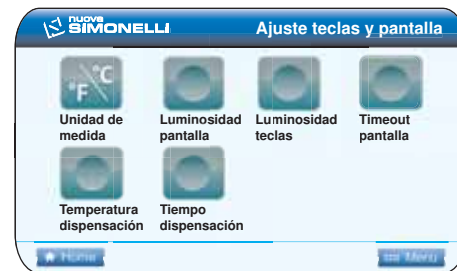 nuova
SIMONELLI
Ajuste teclas y pantalla
°F/°C
Unidad de
medida
Luminosidad
pantalla
Luminosidad
teclas
Timeout
pantalla
Temperatura
dispensación
Tiempo
dispensación
Home
Menu